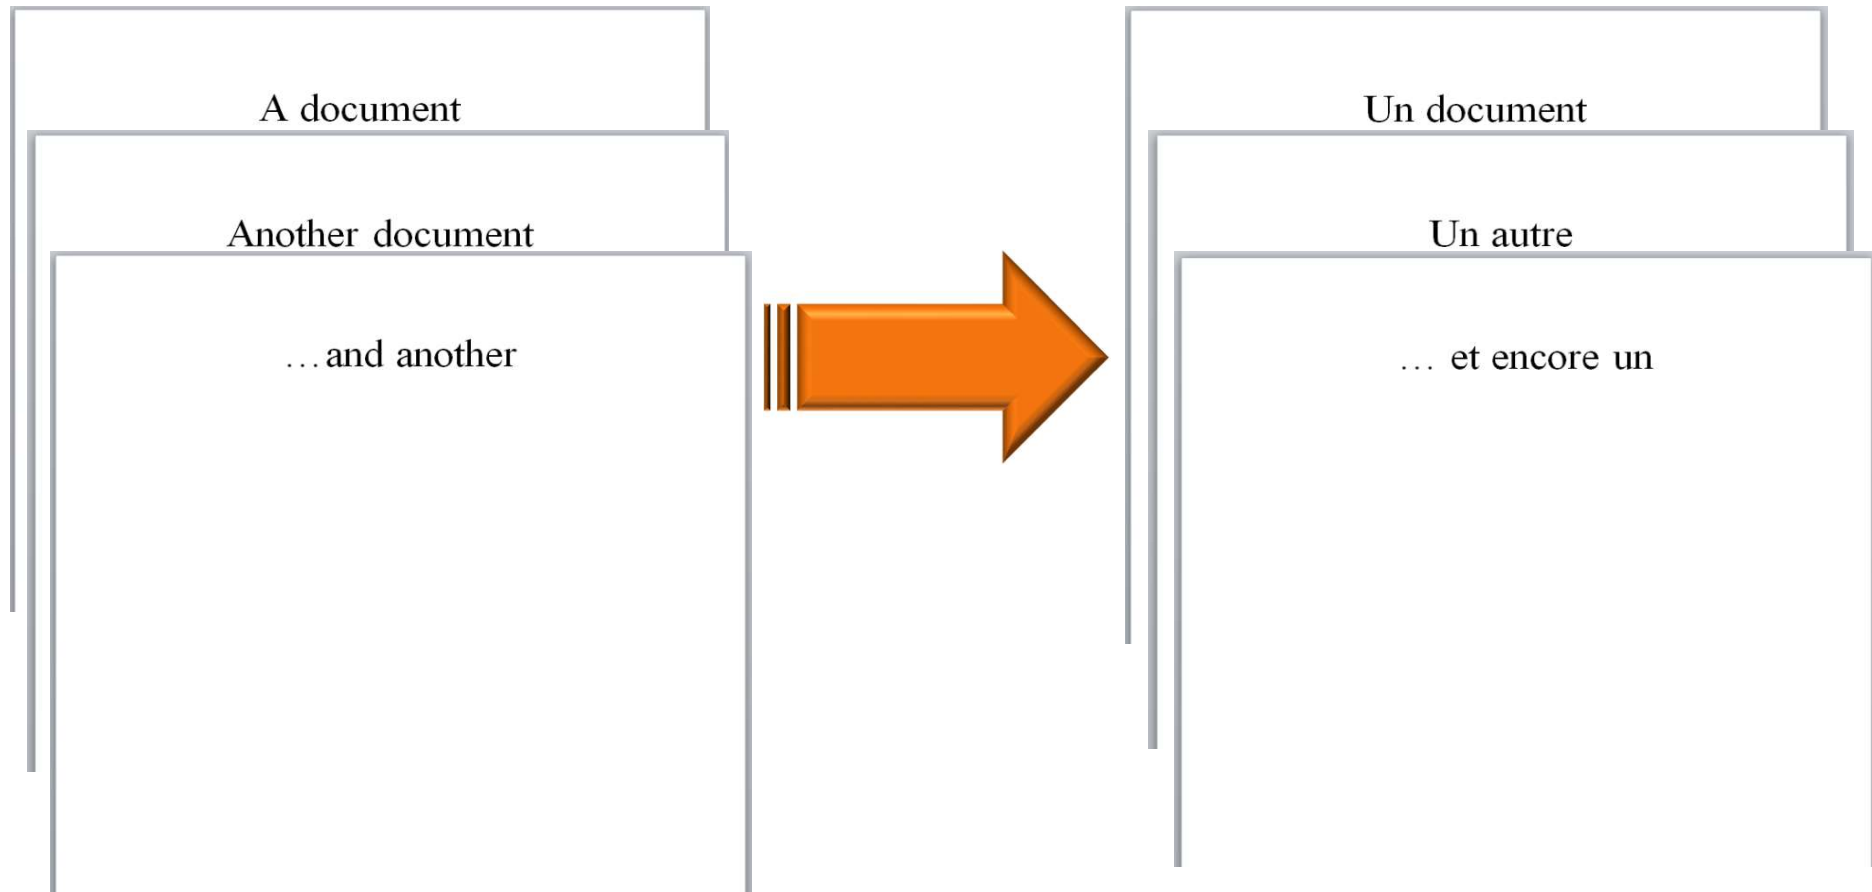 A document
Another document
…and another
Un document
Un autre
… et encore un